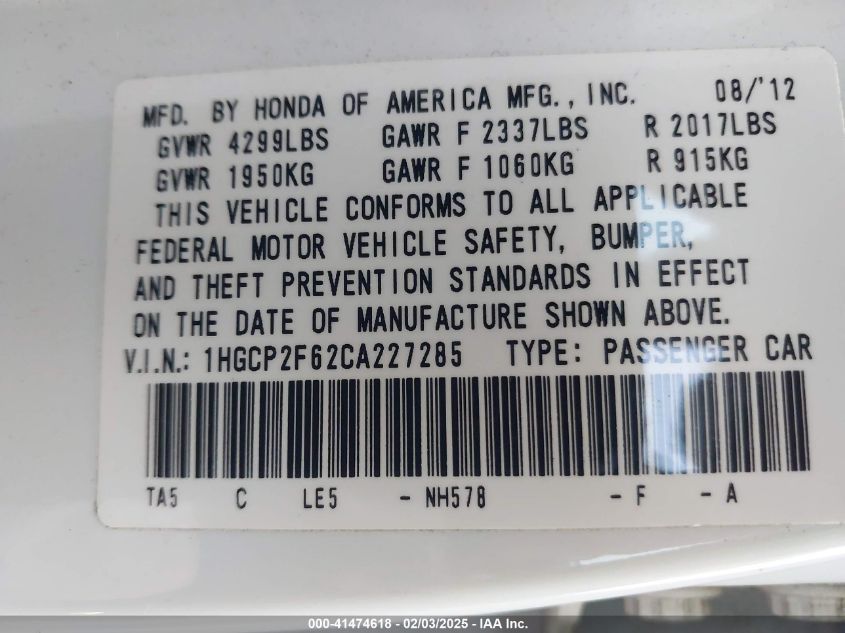 MFD. BY HONDA OF AMERICA MFG., INC. 08/'12
GVWR 4299LBS GAWR F 2337LBS R 2017LBS
GVWR 1950KG GAWR F 1060KG R 915KG
THIS VEHICLE CONFORMS TO ALL APPLICABLE
FEDERAL MOTOR VEHICLE SAFETY, BUMPER,
AND THEFT PREVENTION STANDARDS IN EFFECT
ON THE DATE OF MANUFACTURE SHOWN ABOVE.
V.I.N.: 1HGCP2F62CA227285 TYPE: PASSENGER CAR
TA5 C LE5 - NH578 - F - A
000-41474618 - 02/03/2025 - IAA Inc.